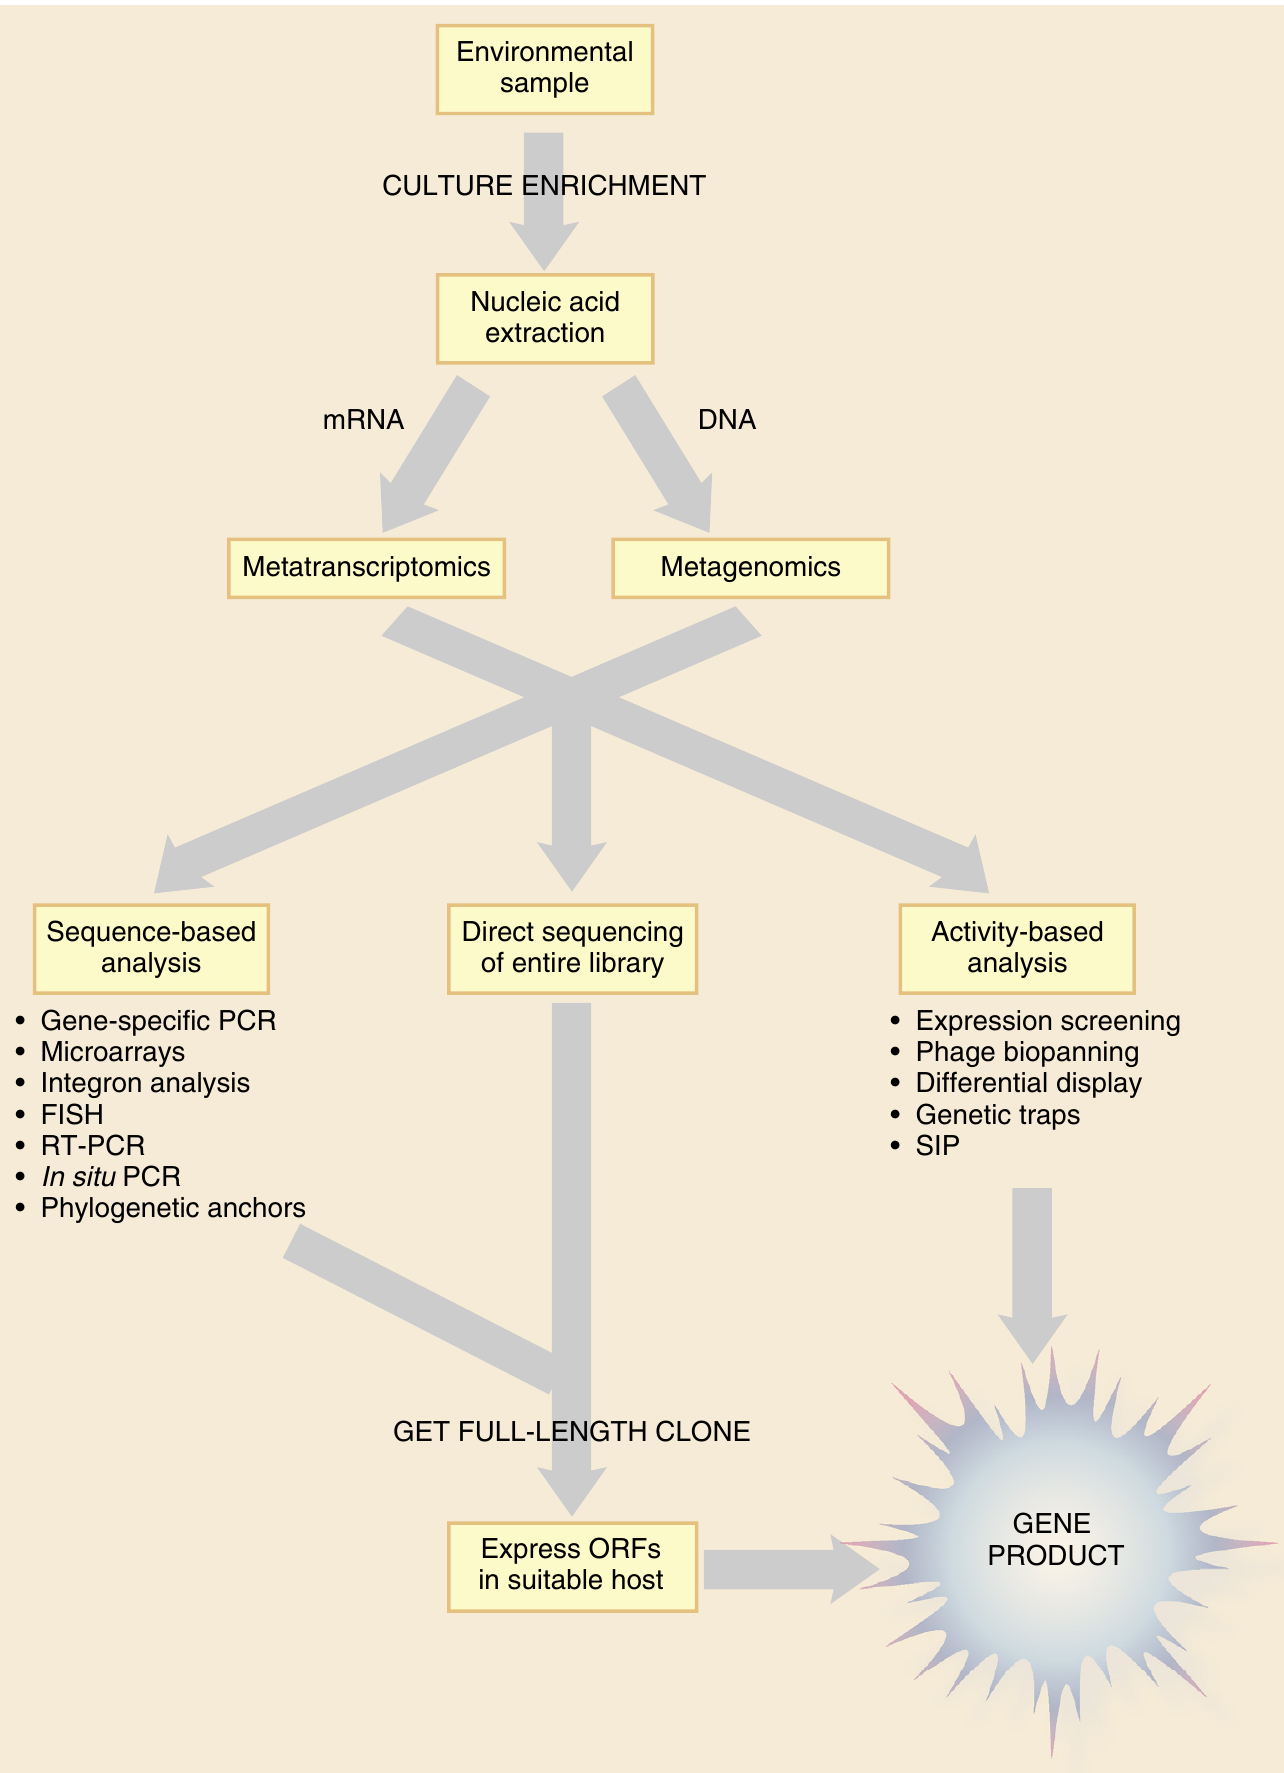 Environmental
sample
CULTURE ENRICHMENT
Nucleic acid
extraction
mRNA
DNA
Metatranscriptomics
Metagenomics
Sequence-based
analysis
• Gene-specific PCR
• Microarrays
• Integron analysis
• FISH
• RT-PCR
• In situ PCR
• Phylogenetic anchors
Direct sequencing
of entire library
Activity-based
analysis
• Expression screening
• Phage biopanning
• Differential display
• Genetic traps
• SIP
GET FULL-LENGTH CLONE
Express ORFs
in suitable host
GENE
PRODUCT